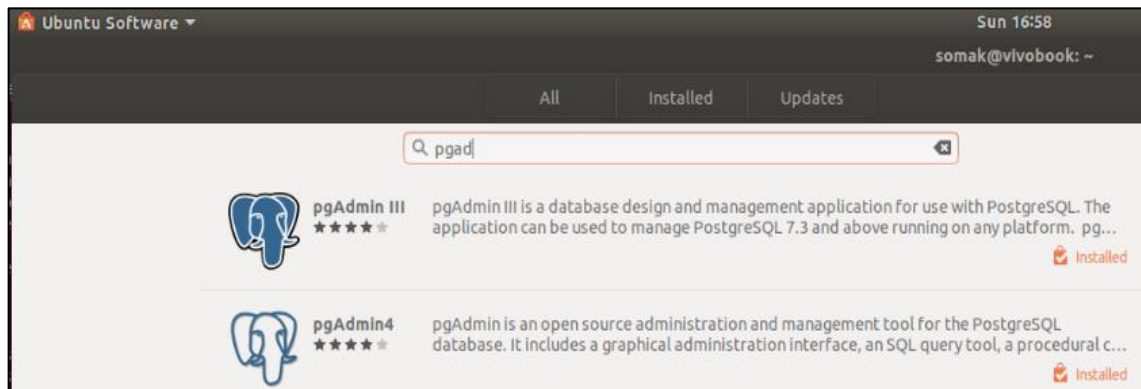 Ubuntu Software
Sun 16:58
somak@vivobook: ~
All Installed Updates
pgad
pgAdmin III
pgAdmin III is a database design and management application for use with PostgreSQL. The
application can be used to manage PostgreSQL 7.3 and above running on any platform. pg...
Installed
pgAdmin4
pgAdmin is an open source administration and management tool for the PostgreSQL
database. It includes a graphical administration interface, an SQL query tool, a procedural c...
Installed